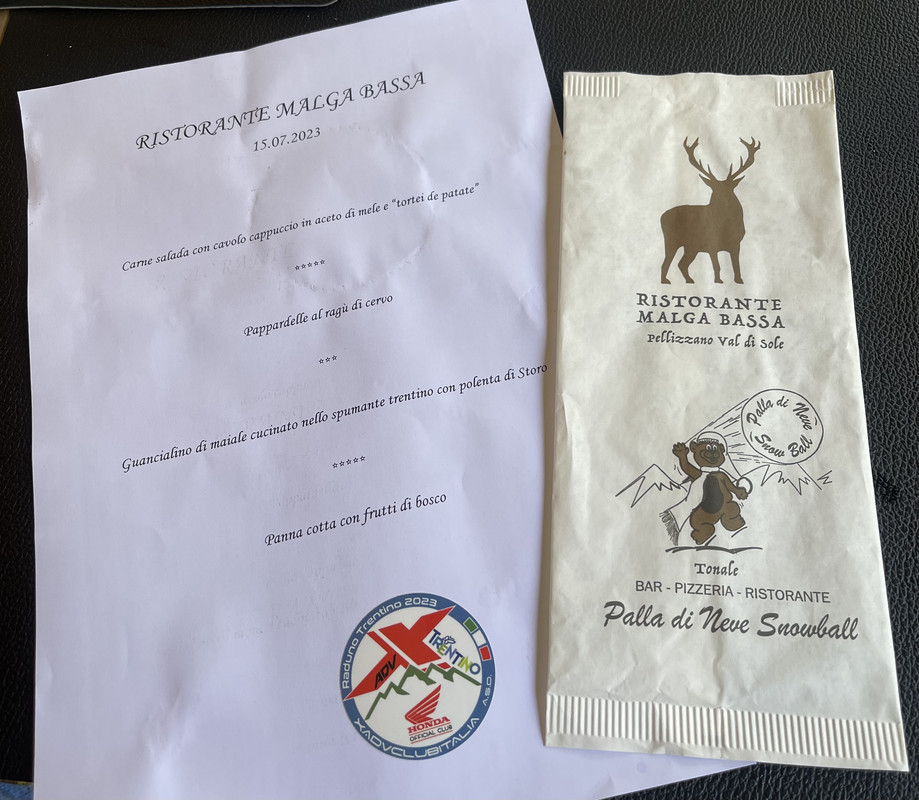 RISTORANTE MALGA BASSA
15.07.2023
Carne salada con cavolo cappuccio in aceto di mele e "tortei de patate"
*****
Pappardelle al ragù di cervo
***
Guancialino di maiale cucinato nello spumante trentino con polenta di Storo
*****
Panna cotta con frutti di bosco
Raduno Trentino 2023
X
ADV
TRENTINO
HONDA
OFFICIAL CLUB
XADVCLUBITALIA A.S.D.
RISTORANTE
MALGA BASSA
Pellizzano Val di Sole
Palla di Neve
Snow Ball
Tonale
BAR - PIZZERIA - RISTORANTE
Palla di Neve Snowball